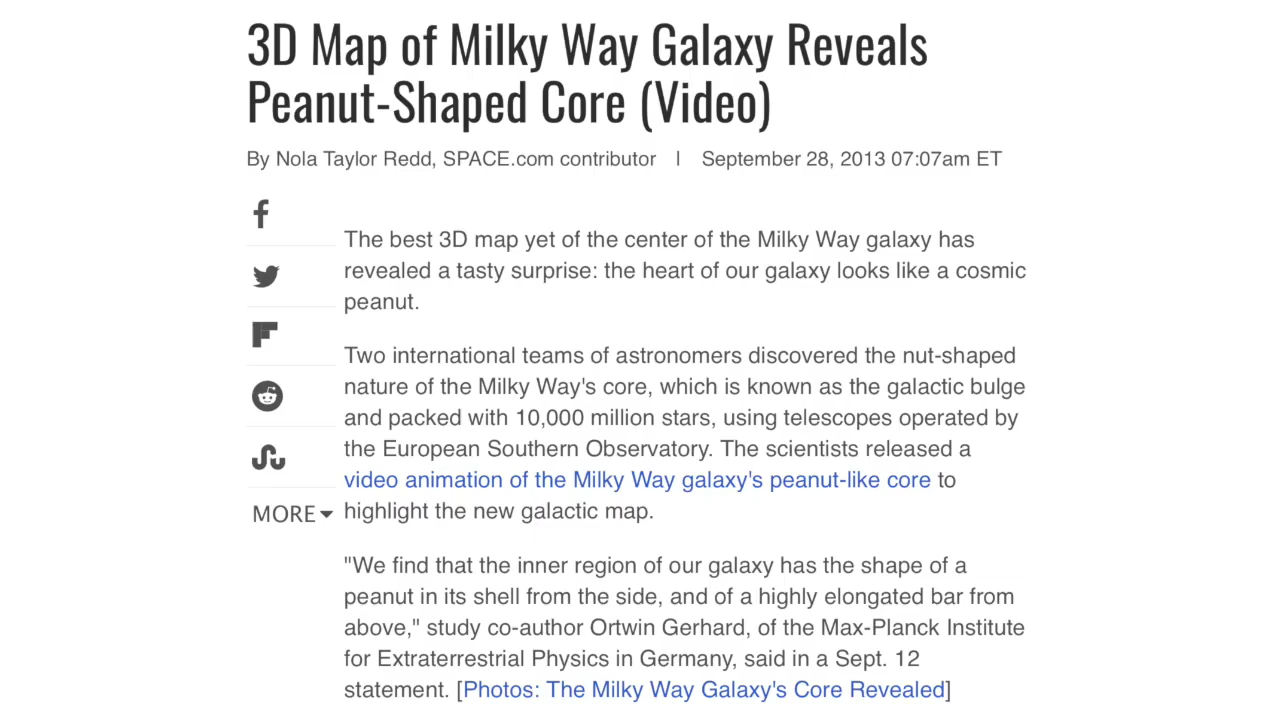 3D Map of Milky Way Galaxy Reveals
Peanut-Shaped Core (Video)
By Nola Taylor Redd, SPACE.com contributor | September 28, 2013 07:07am ET
The best 3D map yet of the center of the Milky Way galaxy has
revealed a tasty surprise: the heart of our galaxy looks like a cosmic
peanut.
Two international teams of astronomers discovered the nut-shaped
nature of the Milky Way's core, which is known as the galactic bulge
and packed with 10,000 million stars, using telescopes operated by
the European Southern Observatory. The scientists released a
video animation of the Milky Way galaxy's peanut-like core to
highlight the new galactic map.
MORE
"We find that the inner region of our galaxy has the shape of a
peanut in its shell from the side, and of a highly elongated bar from
above," study co-author Ortwin Gerhard, of the Max-Planck Institute
for Extraterrestrial Physics in Germany, said in a Sept. 12
statement. [Photos: The Milky Way Galaxy's Core Revealed]